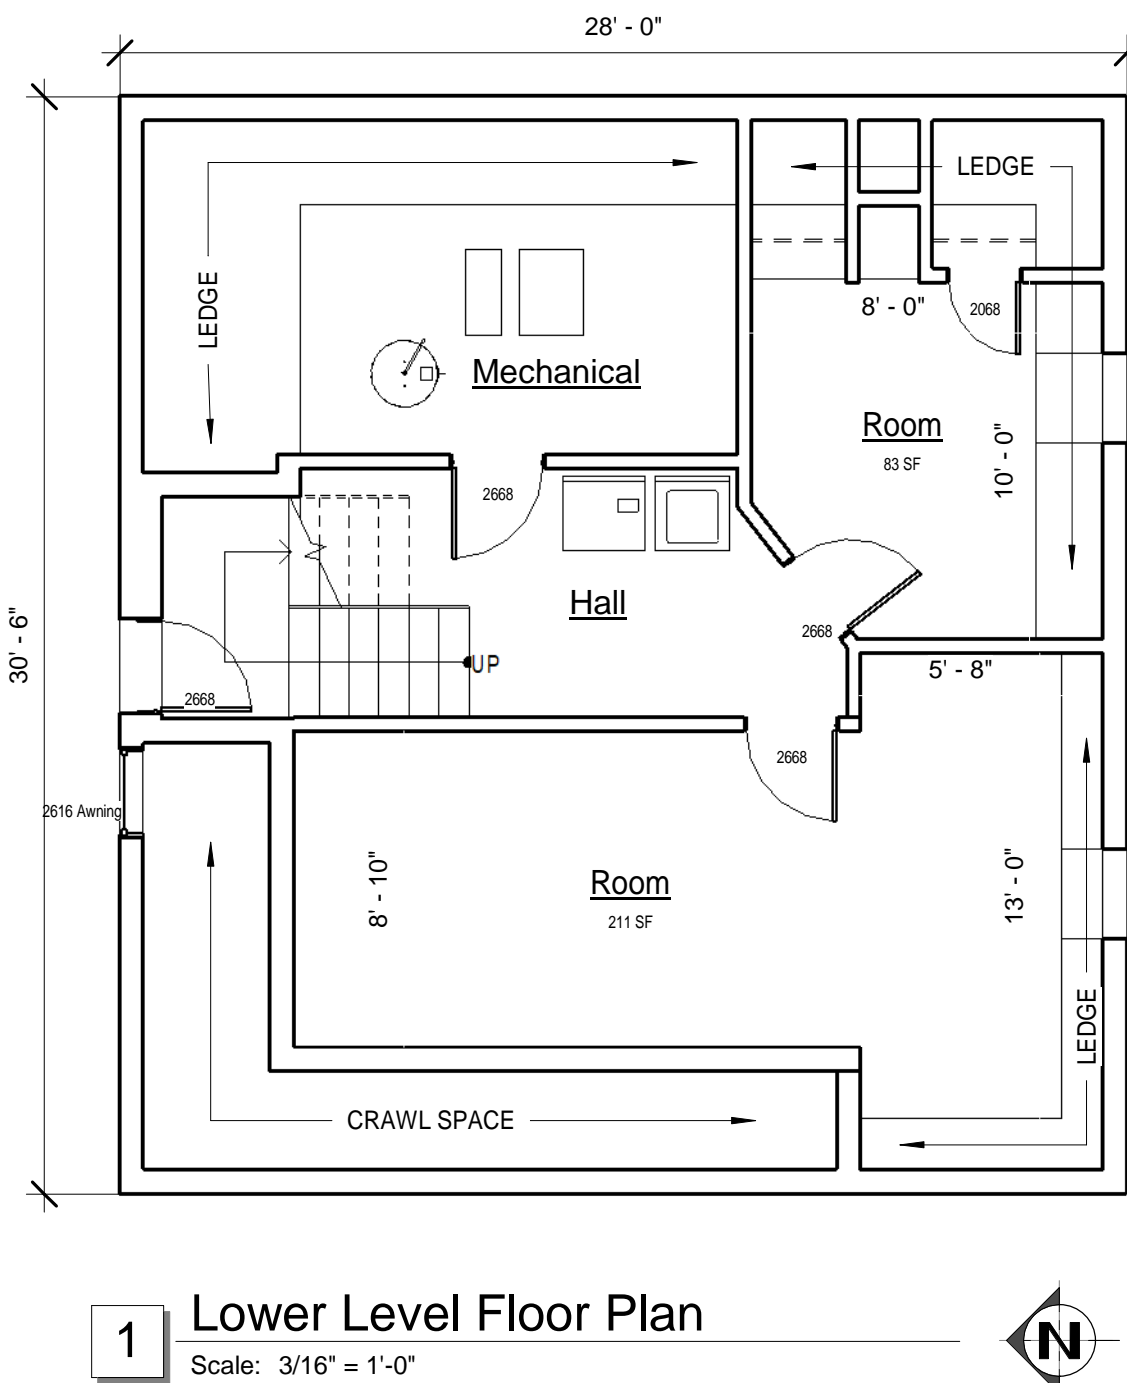 28' - 0"
LEDGE
LEDGE
8' - 0"
2068
Mechanical
Room
83 SF
10' - 0"
2668
Hall
30' - 6"
2668
UP
5' - 8"
2668
2668
2616 Awning
8' - 10"
Room
211 SF
13' - 0"
LEDGE
CRAWL SPACE
1
Lower Level Floor Plan
Scale: 3/16" = 1'-0"
N